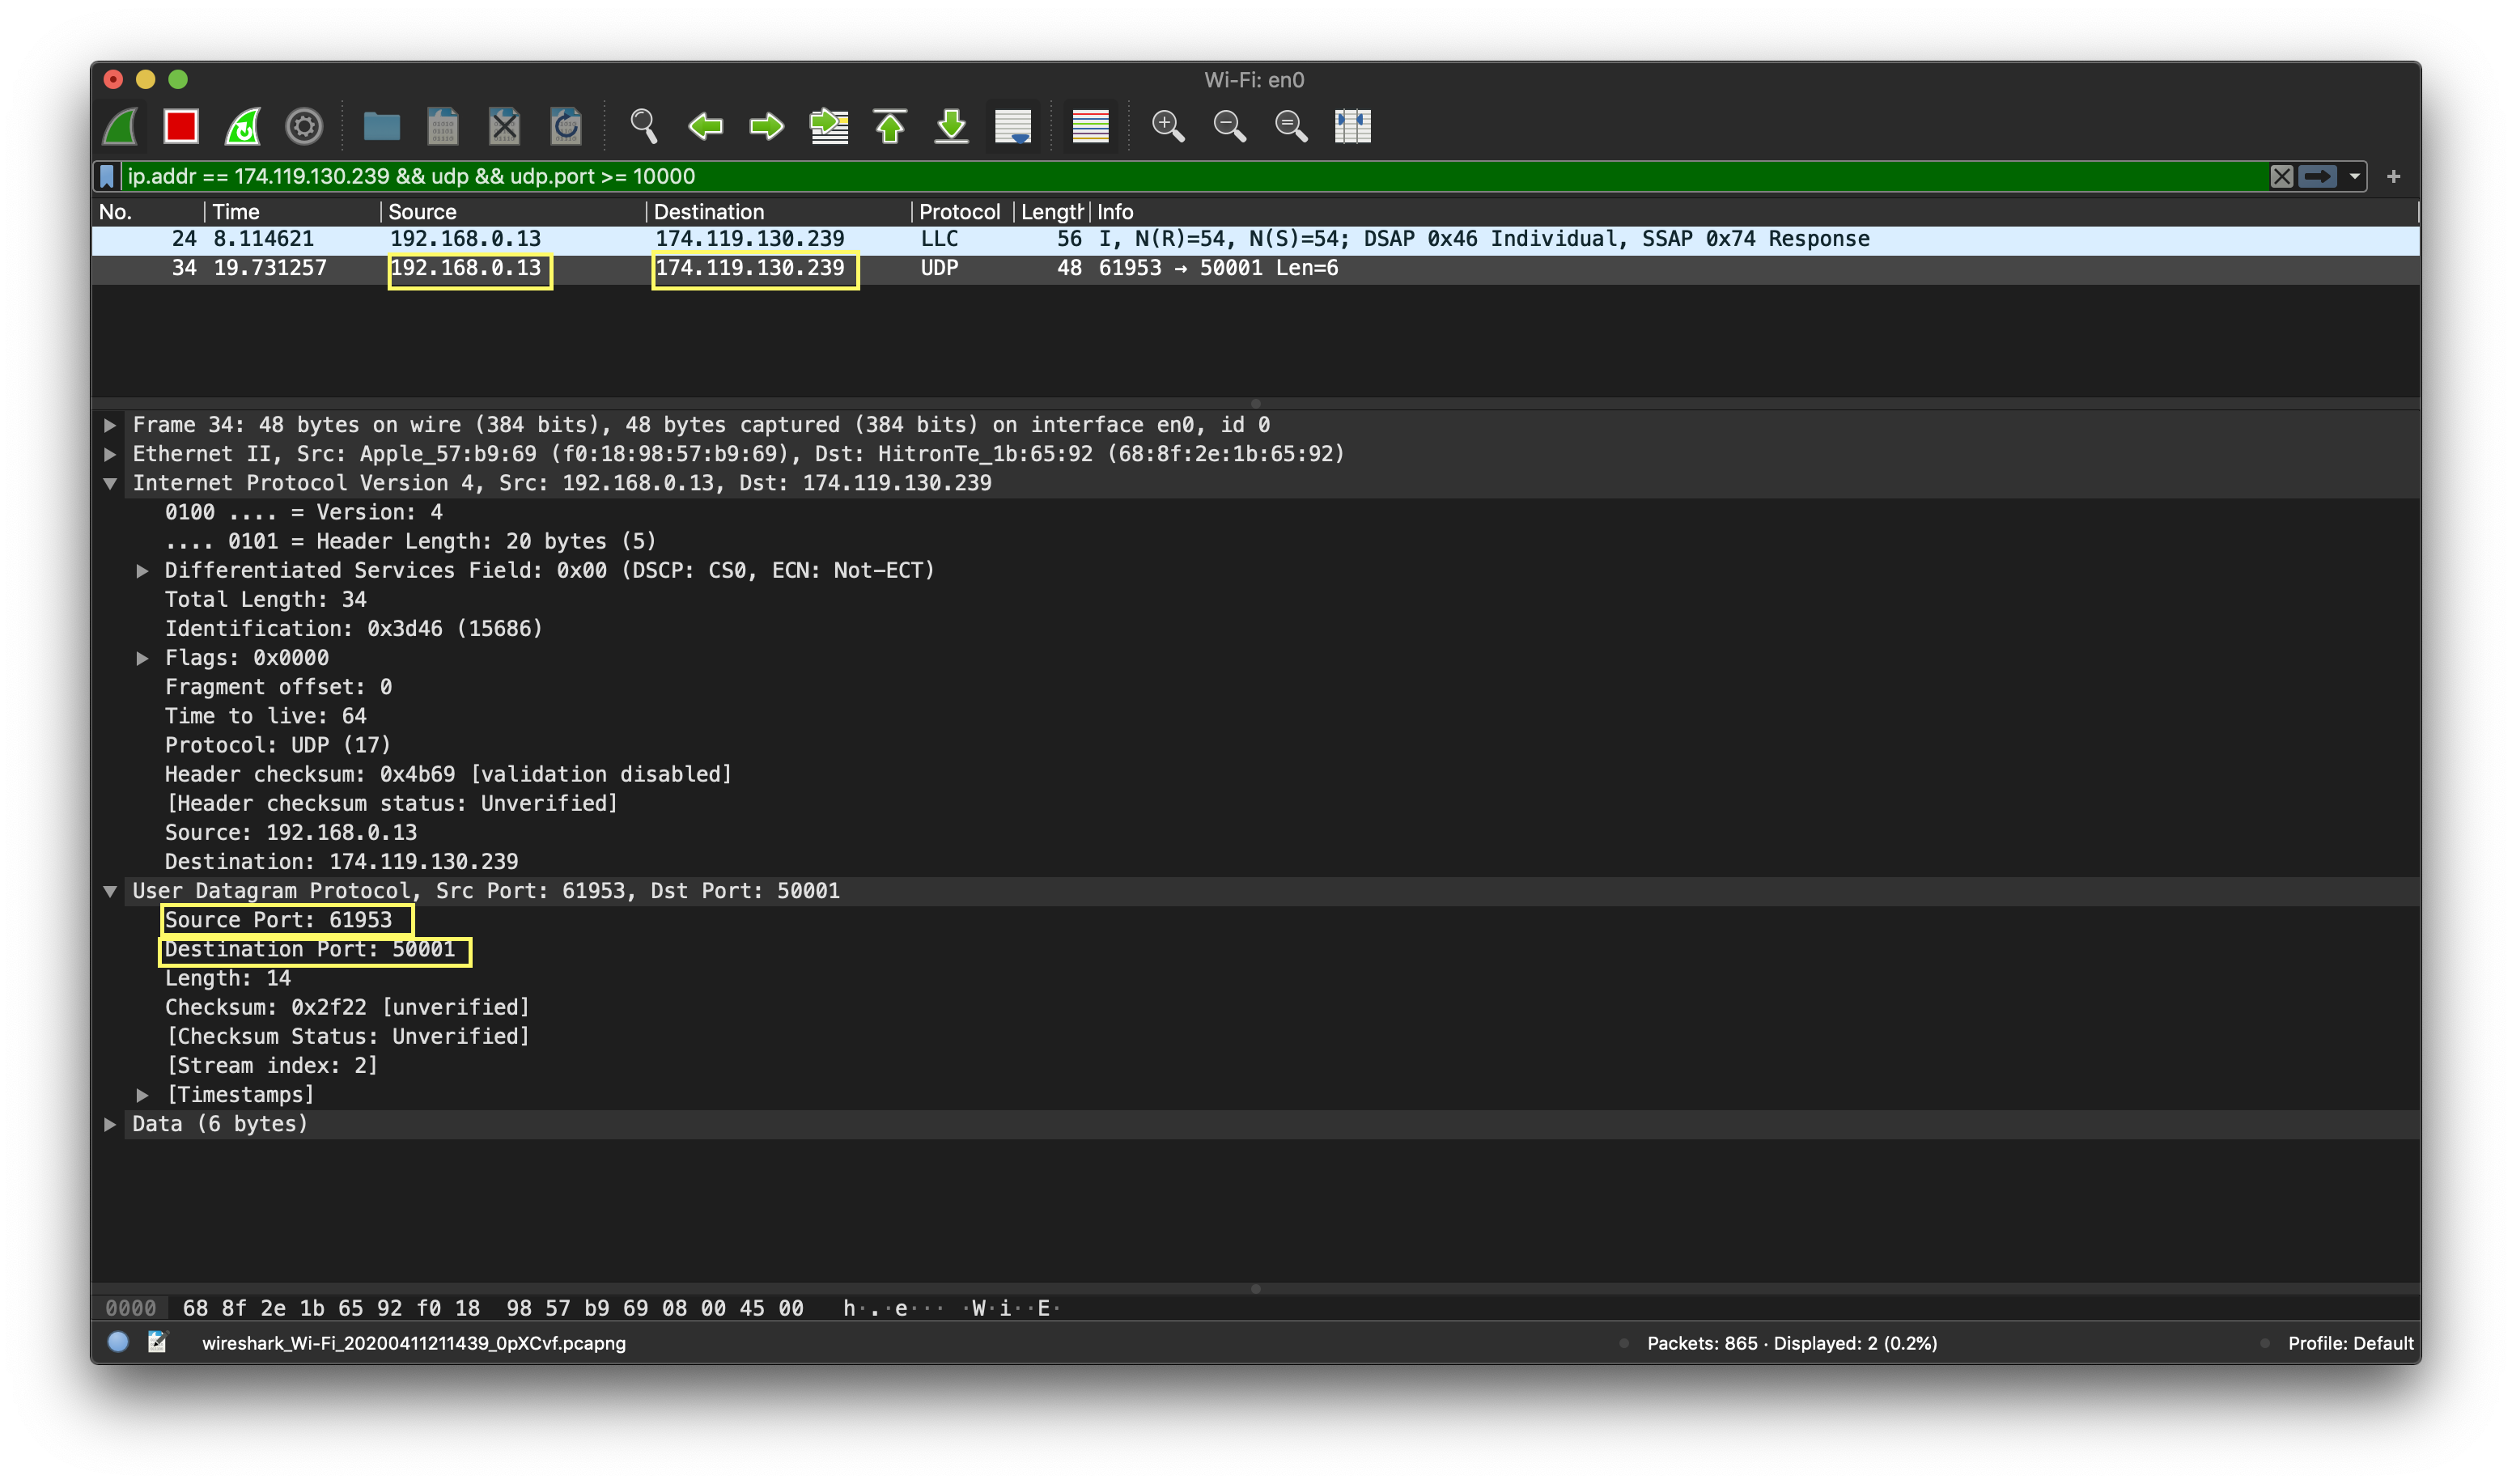 Wi-Fi: en0
ip.addr == 174.119.130.239 && udp && udp.port >= 10000
No. Time Source Destination Protocol Length Info
24 8.114621 192.168.0.13 174.119.130.239 LLC 56 I, N(R)=54, N(S)=54; DSAP 0x46 Individual, SSAP 0x74 Response
34 19.731257 192.168.0.13 174.119.130.239 UDP 48 61953 → 50001 Len=6
Frame 34: 48 bytes on wire (384 bits), 48 bytes captured (384 bits) on interface en0, id 0
Ethernet II, Src: Apple_57:b9:69 (f0:18:98:57:b9:69), Dst: HitronTe_1b:65:92 (68:8f:2e:1b:65:92)
Internet Protocol Version 4, Src: 192.168.0.13, Dst: 174.119.130.239
0100 .... = Version: 4
.... 0101 = Header Length: 20 bytes (5)
Differentiated Services Field: 0x00 (DSCP: CS0, ECN: Not-ECT)
Total Length: 34
Identification: 0x3d46 (15686)
Flags: 0x0000
Fragment offset: 0
Time to live: 64
Protocol: UDP (17)
Header checksum: 0x4b69 [validation disabled]
[Header checksum status: Unverified]
Source: 192.168.0.13
Destination: 174.119.130.239
User Datagram Protocol, Src Port: 61953, Dst Port: 50001
Source Port: 61953
Destination Port: 50001
Length: 14
Checksum: 0x2f22 [unverified]
[Checksum Status: Unverified]
[Stream index: 2]
[Timestamps]
Data (6 bytes)
0000 68 8f 2e 1b 65 92 f0 18 98 57 b9 69 08 00 45 00 h·.·e··· ·W·i··E·
wireshark_Wi-Fi_20200411211439_0pXCvf.pcapng Packets: 865 · Displayed: 2 (0.2%) Profile: Default